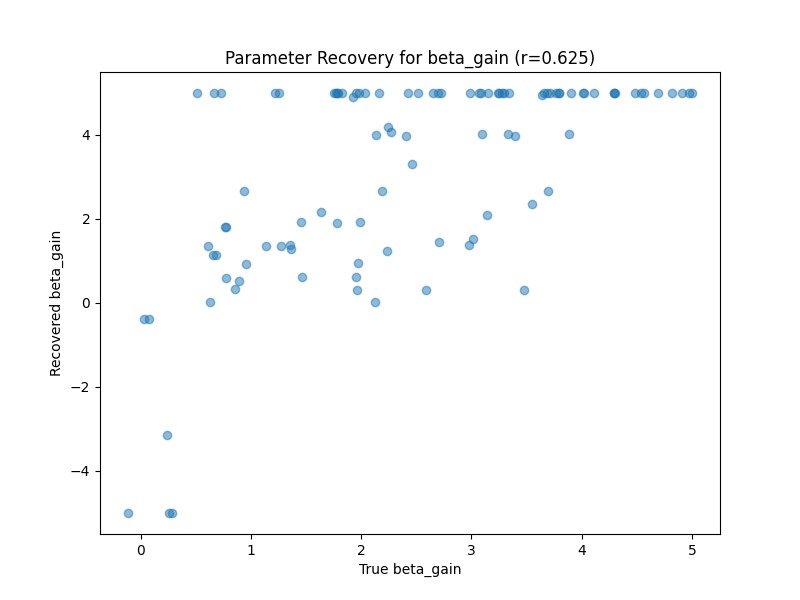 Parameter Recovery for beta_gain (r=0.625)
Recovered beta_gain
4
2
0
−2
−4
0 1 2 3 4 5
True beta_gain